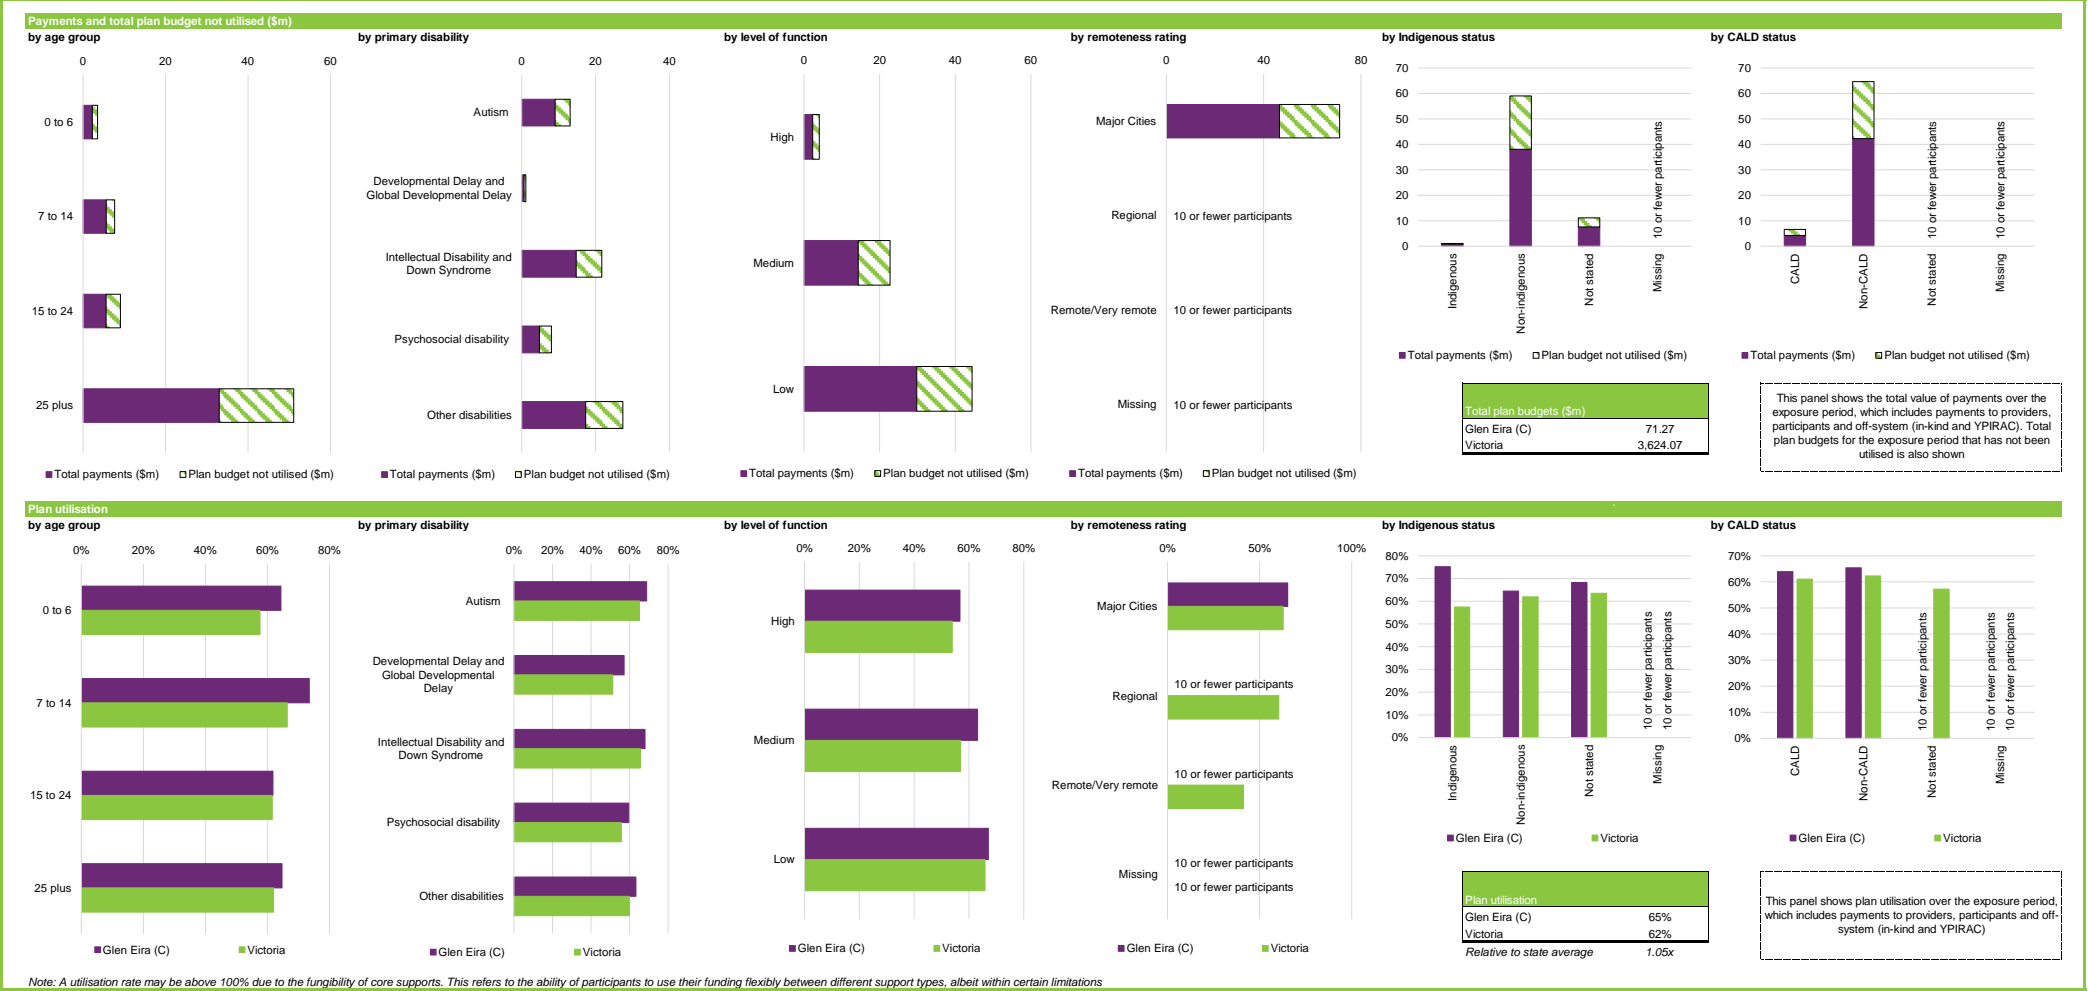 Payments and total plan budget not utilised ($m)
by age group
0 20 40 60
0 to 6
7 to 14
15 to 24
25 plus
Total payments ($m) Plan budget not utilised ($m)
by primary disability
0 20 40
Autism
Developmental Delay and
Global Developmental Delay
Intellectual Disability and
Down Syndrome
Psychosocial disability
Other disabilities
Total payments ($m) Plan budget not utilised ($m)
by level of function
0 20 40 60
High
Medium
Low
Total payments ($m) Plan budget not utilised ($m)
by remoteness rating
0 40 80
Major Cities
Regional 10 or fewer participants
Remote/Very remote 10 or fewer participants
Missing 10 or fewer participants
Total payments ($m) Plan budget not utilised ($m)
by Indigenous status
70
60
50
40
30
20
10
0
10 or fewer participants
Indigenous
Non-indigenous
Not stated
Missing
Total payments ($m) Plan budget not utilised ($m)
by CALD status
70
60
50
40
30
20
10
0
10 or fewer participants
10 or fewer participants
CALD
Non-CALD
Not stated
Missing
Total payments ($m) Plan budget not utilised ($m)
Total plan budgets ($m)
Glen Eira (C) 71.27
Victoria 3,624.07
This panel shows the total value of payments over the
exposure period, which includes payments to providers,
participants and off-system (in-kind and YPIRAC). Total
plan budgets for the exposure period that has not been
utilised is also shown
Plan utilisation
by age group
0% 20% 40% 60% 80%
0 to 6
7 to 14
15 to 24
25 plus
Glen Eira (C) Victoria
by primary disability
0% 20% 40% 60% 80%
Autism
Developmental Delay and
Global Developmental
Delay
Intellectual Disability and
Down Syndrome
Psychosocial disability
Other disabilities
Glen Eira (C) Victoria
by level of function
0% 20% 40% 60% 80%
High
Medium
Low
Glen Eira (C) Victoria
by remoteness rating
0% 50% 100%
Major Cities
10 or fewer participants
Regional
10 or fewer participants
Remote/Very remote
10 or fewer participants
Missing
10 or fewer participants
Glen Eira (C) Victoria
by Indigenous status
80%
70%
60%
50%
40%
30%
20%
10%
0%
10 or fewer participants
10 or fewer participants
Indigenous
Non-indigenous
Not stated
Missing
Glen Eira (C) Victoria
by CALD status
70%
60%
50%
40%
30%
20%
10%
0%
10 or fewer participants
10 or fewer participants
10 or fewer participants
CALD
Non-CALD
Not stated
Missing
Glen Eira (C) Victoria
Plan utilisation
Glen Eira (C) 65%
Victoria 62%
Relative to state average 1.05x
This panel shows plan utilisation over the exposure period,
which includes payments to providers, participants and off-
system (in-kind and YPIRAC)
Note: A utilisation rate may be above 100% due to the fungibility of core supports. This refers to the ability of participants to use their funding flexibly between different support types, albeit within certain limitations